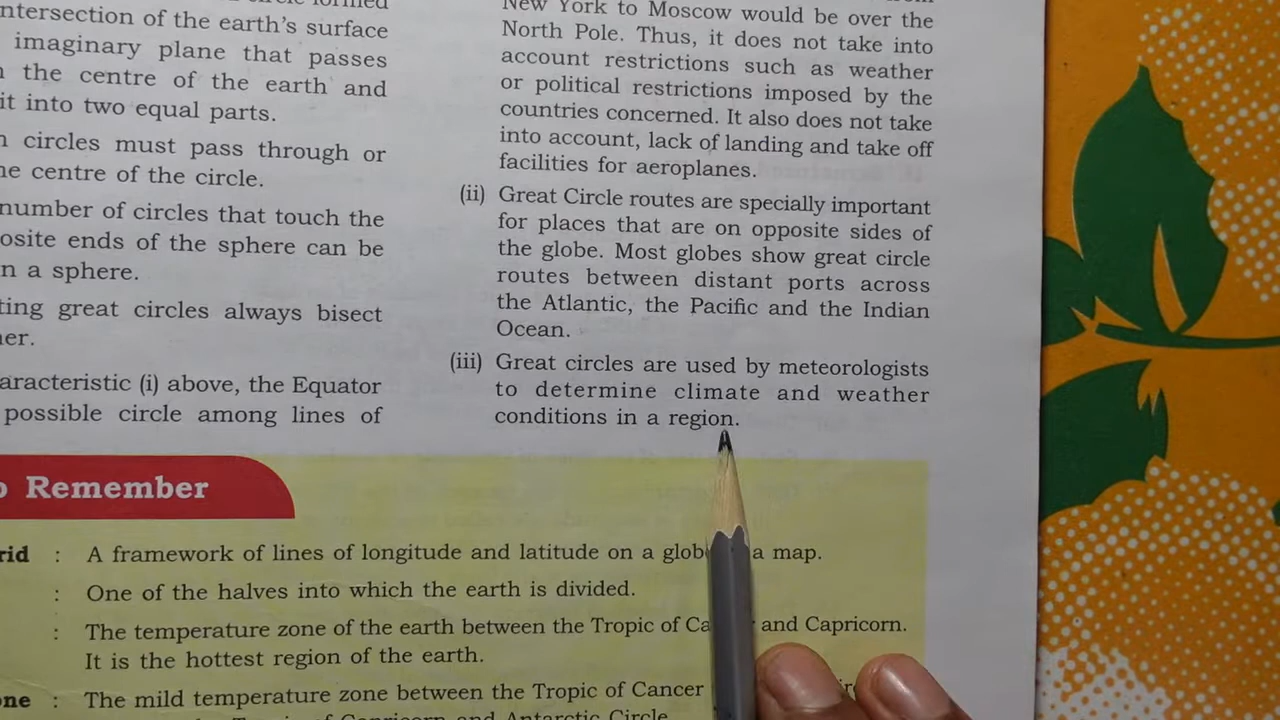 ntersection of the earth's surface
imaginary plane that passes
the centre of the earth and
it into two equal parts.
circles must pass through or
ne centre of the circle.
number of circles that touch the
osite ends of the sphere can be
n a sphere.
ting great circles always bisect
er.
aracteristic (i) above, the Equator
possible circle among lines of
New York to Moscow would be over the
North Pole. Thus, it does not take into
account restrictions such as weather
or political restrictions imposed by the
countries concerned. It also does not take
into account, lack of landing and take off
facilities for aeroplanes.
(ii) Great Circle routes are specially important
for places that are on opposite sides of
the globe. Most globes show great circle
routes between distant ports across
the Atlantic, the Pacific and the Indian
Ocean.
(iii) Great circles are used by meteorologists
to determine climate and weather
conditions in a region.
Remember
rid : A framework of lines of longitude and latitude on a glob a map.
: One of the halves into which the earth is divided.
: The temperature zone of the earth between the Tropic of Ca and Capricorn.
It is the hottest region of the earth.
one : The mild temperature zone between the Tropic of Cancer
Tropic of Capricorn and Antarctic Circle